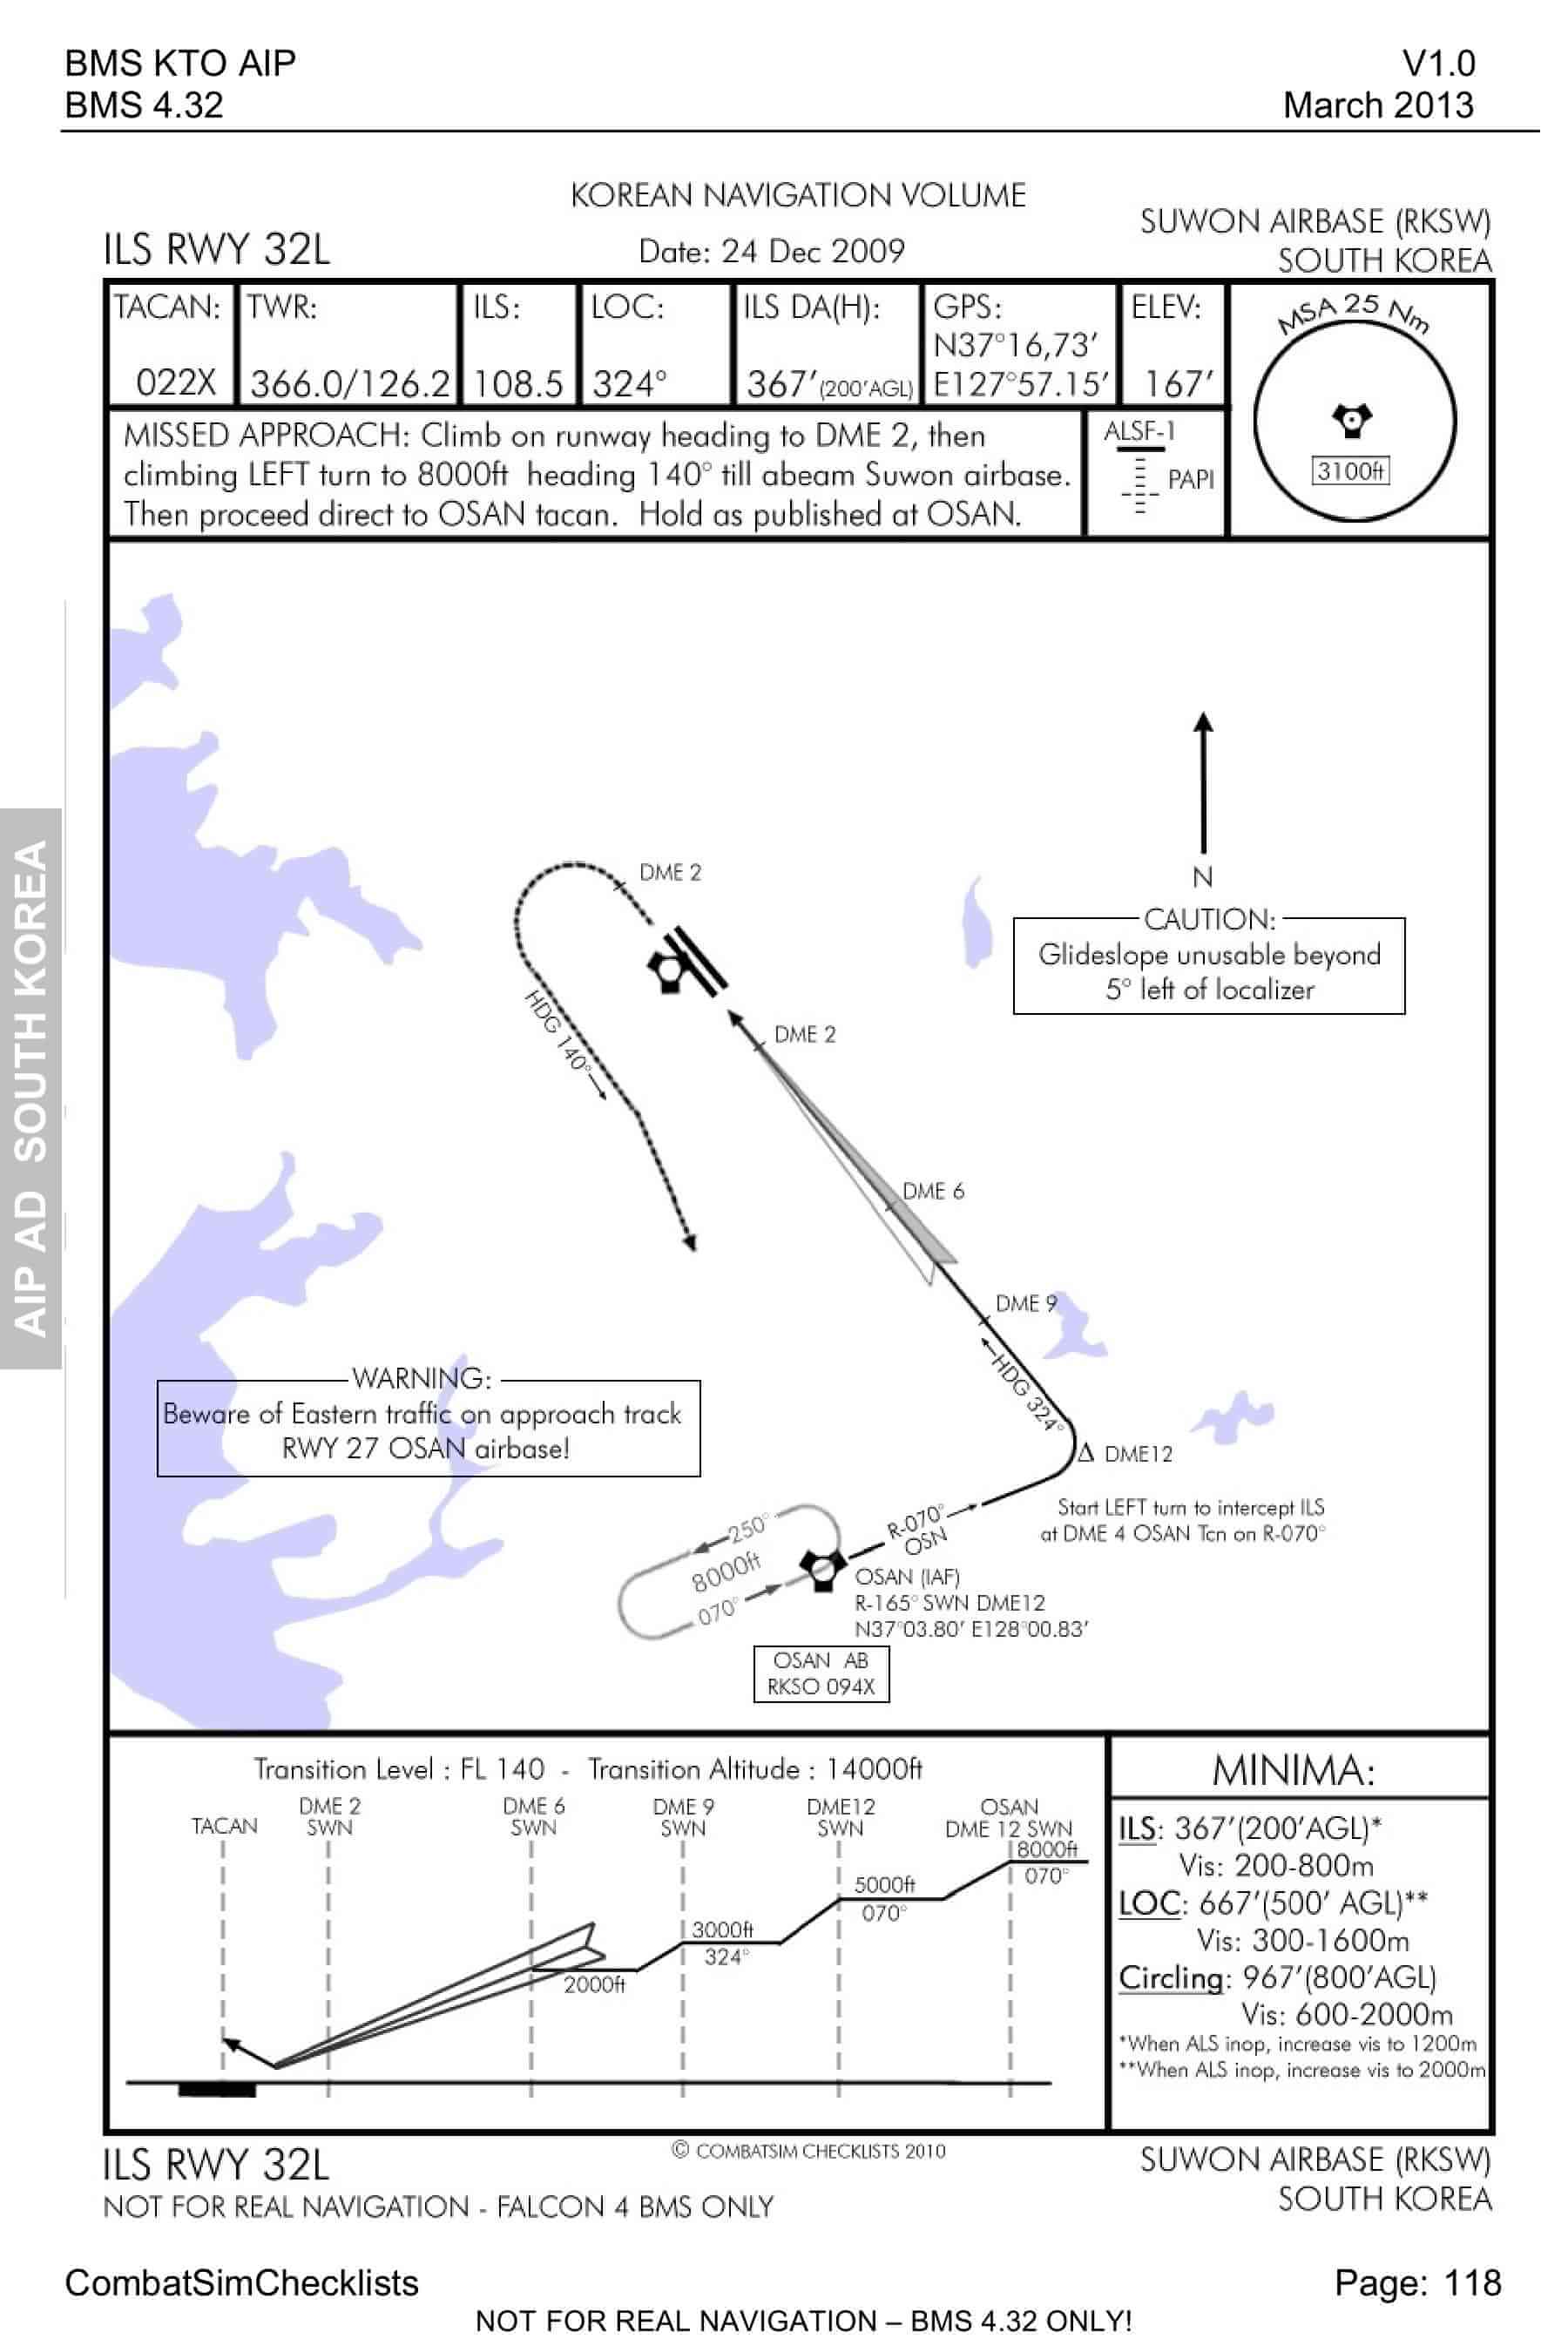 BMS KTO AIP
V1.0
BMS 4.32
March 2013
KOREAN NAVIGATION VOLUME
ILS RWY 32L
Date: 24 Dec 2009
SUWON AIRBASE (RKSW)
SOUTH KOREA
TACAN:
022X
TWR:
366.0/126.2
ILS:
108.5
LOC:
324°
ILS DA(H):
367'(200'AGL)
GPS:
N37°16,73'
E127°57.15'
ELEV:
167'
MSA 25 Nm
3100ft
MISSED APPROACH: Climb on runway heading to DME 2, then
climbing LEFT turn to 8000ft heading 140° till abeam Suwon airbase.
Then proceed direct to OSAN tacan. Hold as published at OSAN.
ALSF-1
PAPI
AIP AD SOUTH KOREA
DME 2
N
CAUTION:
Glideslope unusable beyond
5° left of localizer
HDG 140°
DME 2
DME 6
DME 9
HDG 324°
WARNING:
Beware of Eastern traffic on approach track
RWY 27 OSAN airbase!
DME12
Start LEFT turn to intercept ILS
at DME 4 OSAN Tcn on R-070°
250°
8000ft
070°
R-070°
OSN
OSAN (IAF)
R-165° SWN DME12
N37°03.80' E128°00.83'
OSAN AB
RKSO 094X
Transition Level : FL 140 - Transition Altitude : 14000ft
TACAN
DME 2
SWN
DME 6
SWN
DME 9
SWN
DME12
SWN
OSAN
DME 12 SWN
8000ft
070°
5000ft
070°
3000ft
324°
2000ft
MINIMA:
ILS: 367'(200'AGL)*
Vis: 200-800m
LOC: 667'(500' AGL)**
Vis: 300-1600m
Circling: 967'(800'AGL)
Vis: 600-2000m
*When ALS inop, increase vis to 1200m
**When ALS inop, increase vis to 2000m
ILS RWY 32L
© COMBATSIM CHECKLISTS 2010
SUWON AIRBASE (RKSW)
NOT FOR REAL NAVIGATION - FALCON 4 BMS ONLY
SOUTH KOREA
CombatSimChecklists
Page: 118
NOT FOR REAL NAVIGATION – BMS 4.32 ONLY!